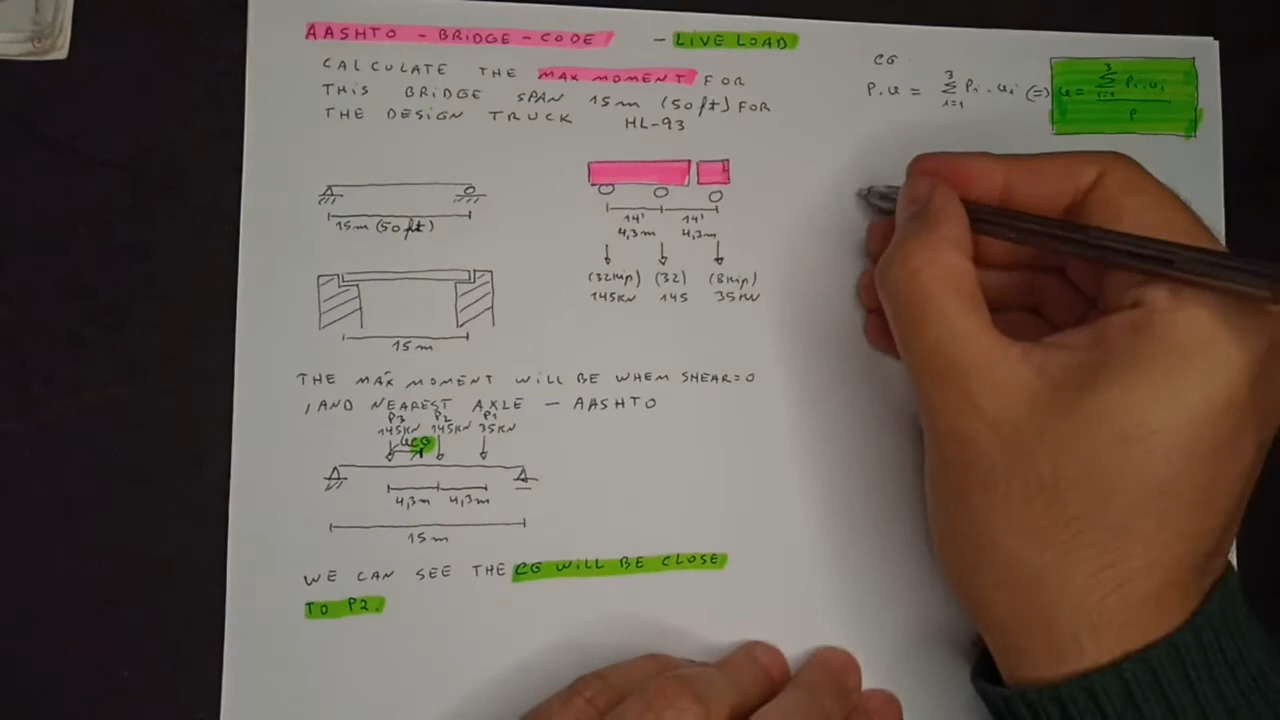 AASHTO - BRIDGE - CODE - LIVE LOAD
CALCULATE THE MAX MOMENT FOR
THIS BRIDGE SPAN 15m (50ft) FOR
THE DESIGN TRUCK HL-93
15m (50ft)
15m
14' 14'
4,3m 4,3m
(32kip) (32) (8kip)
145KN 145 35KN
THE MAX MOMENT WILL BE WHEM SHEAR=0
, AND NEAREST AXLE - AASHTO
P3 P2 P1
145KN 145KN 35KN
CG
4,3m 4,3m
15m
WE CAN SEE THE CG WILL BE CLOSE
TO P2.
CG